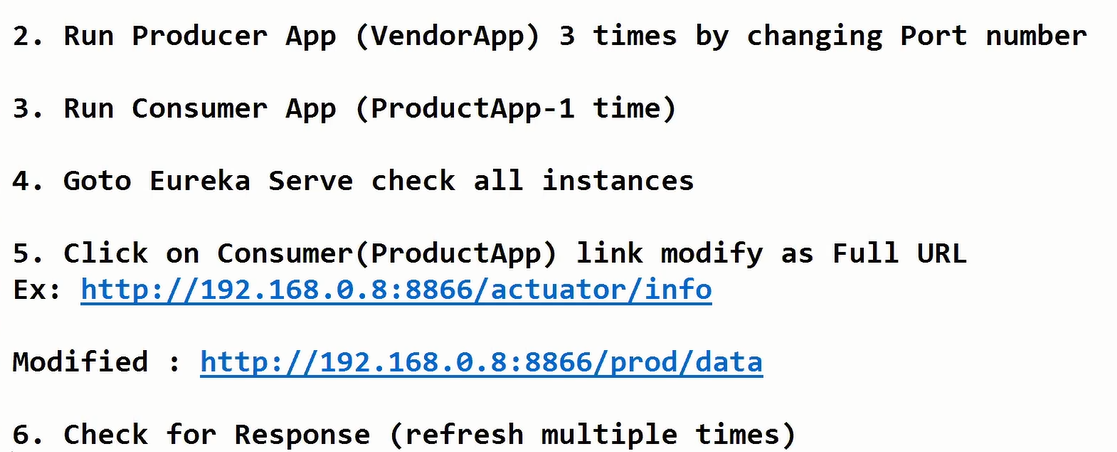 2. Run Producer App (VendorApp) 3 times by changing Port number
3. Run Consumer App (ProductApp-1 time)
4. Goto Eureka Serve check all instances
5. Click on Consumer(ProductApp) link modify as Full URL
Ex: http://192.168.0.8:8866/actuator/info
Modified : http://192.168.0.8:8866/prod/data
6. Check for Response (refresh multiple times)